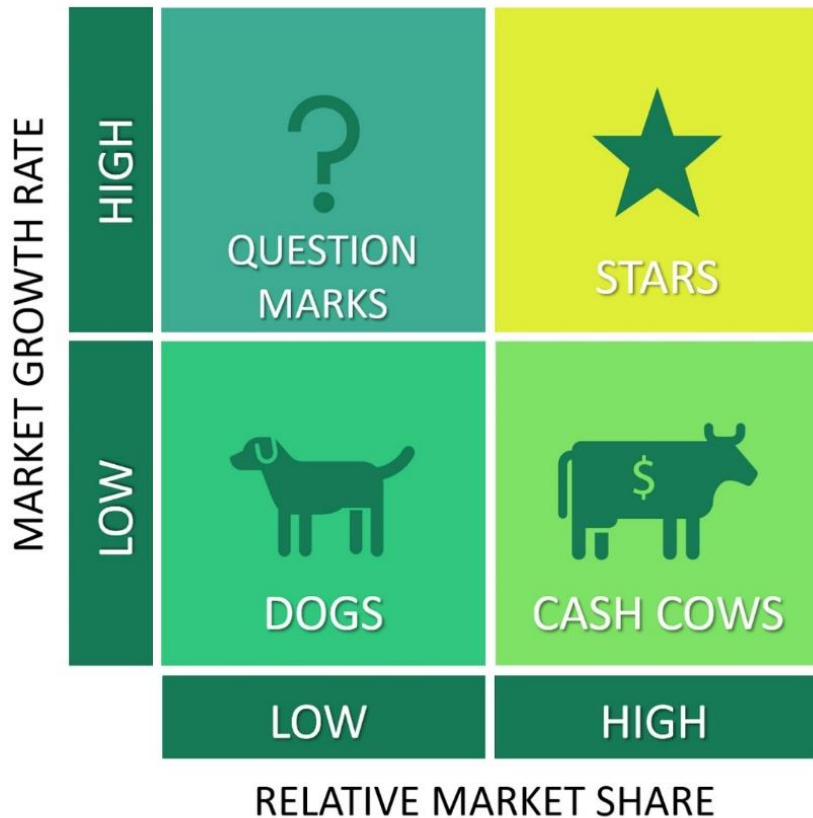 MARKET GROWTH RATE
HIGH
?
QUESTION
MARKS
STARS
LOW
DOGS
$
CASH COWS
LOW
HIGH
RELATIVE MARKET SHARE